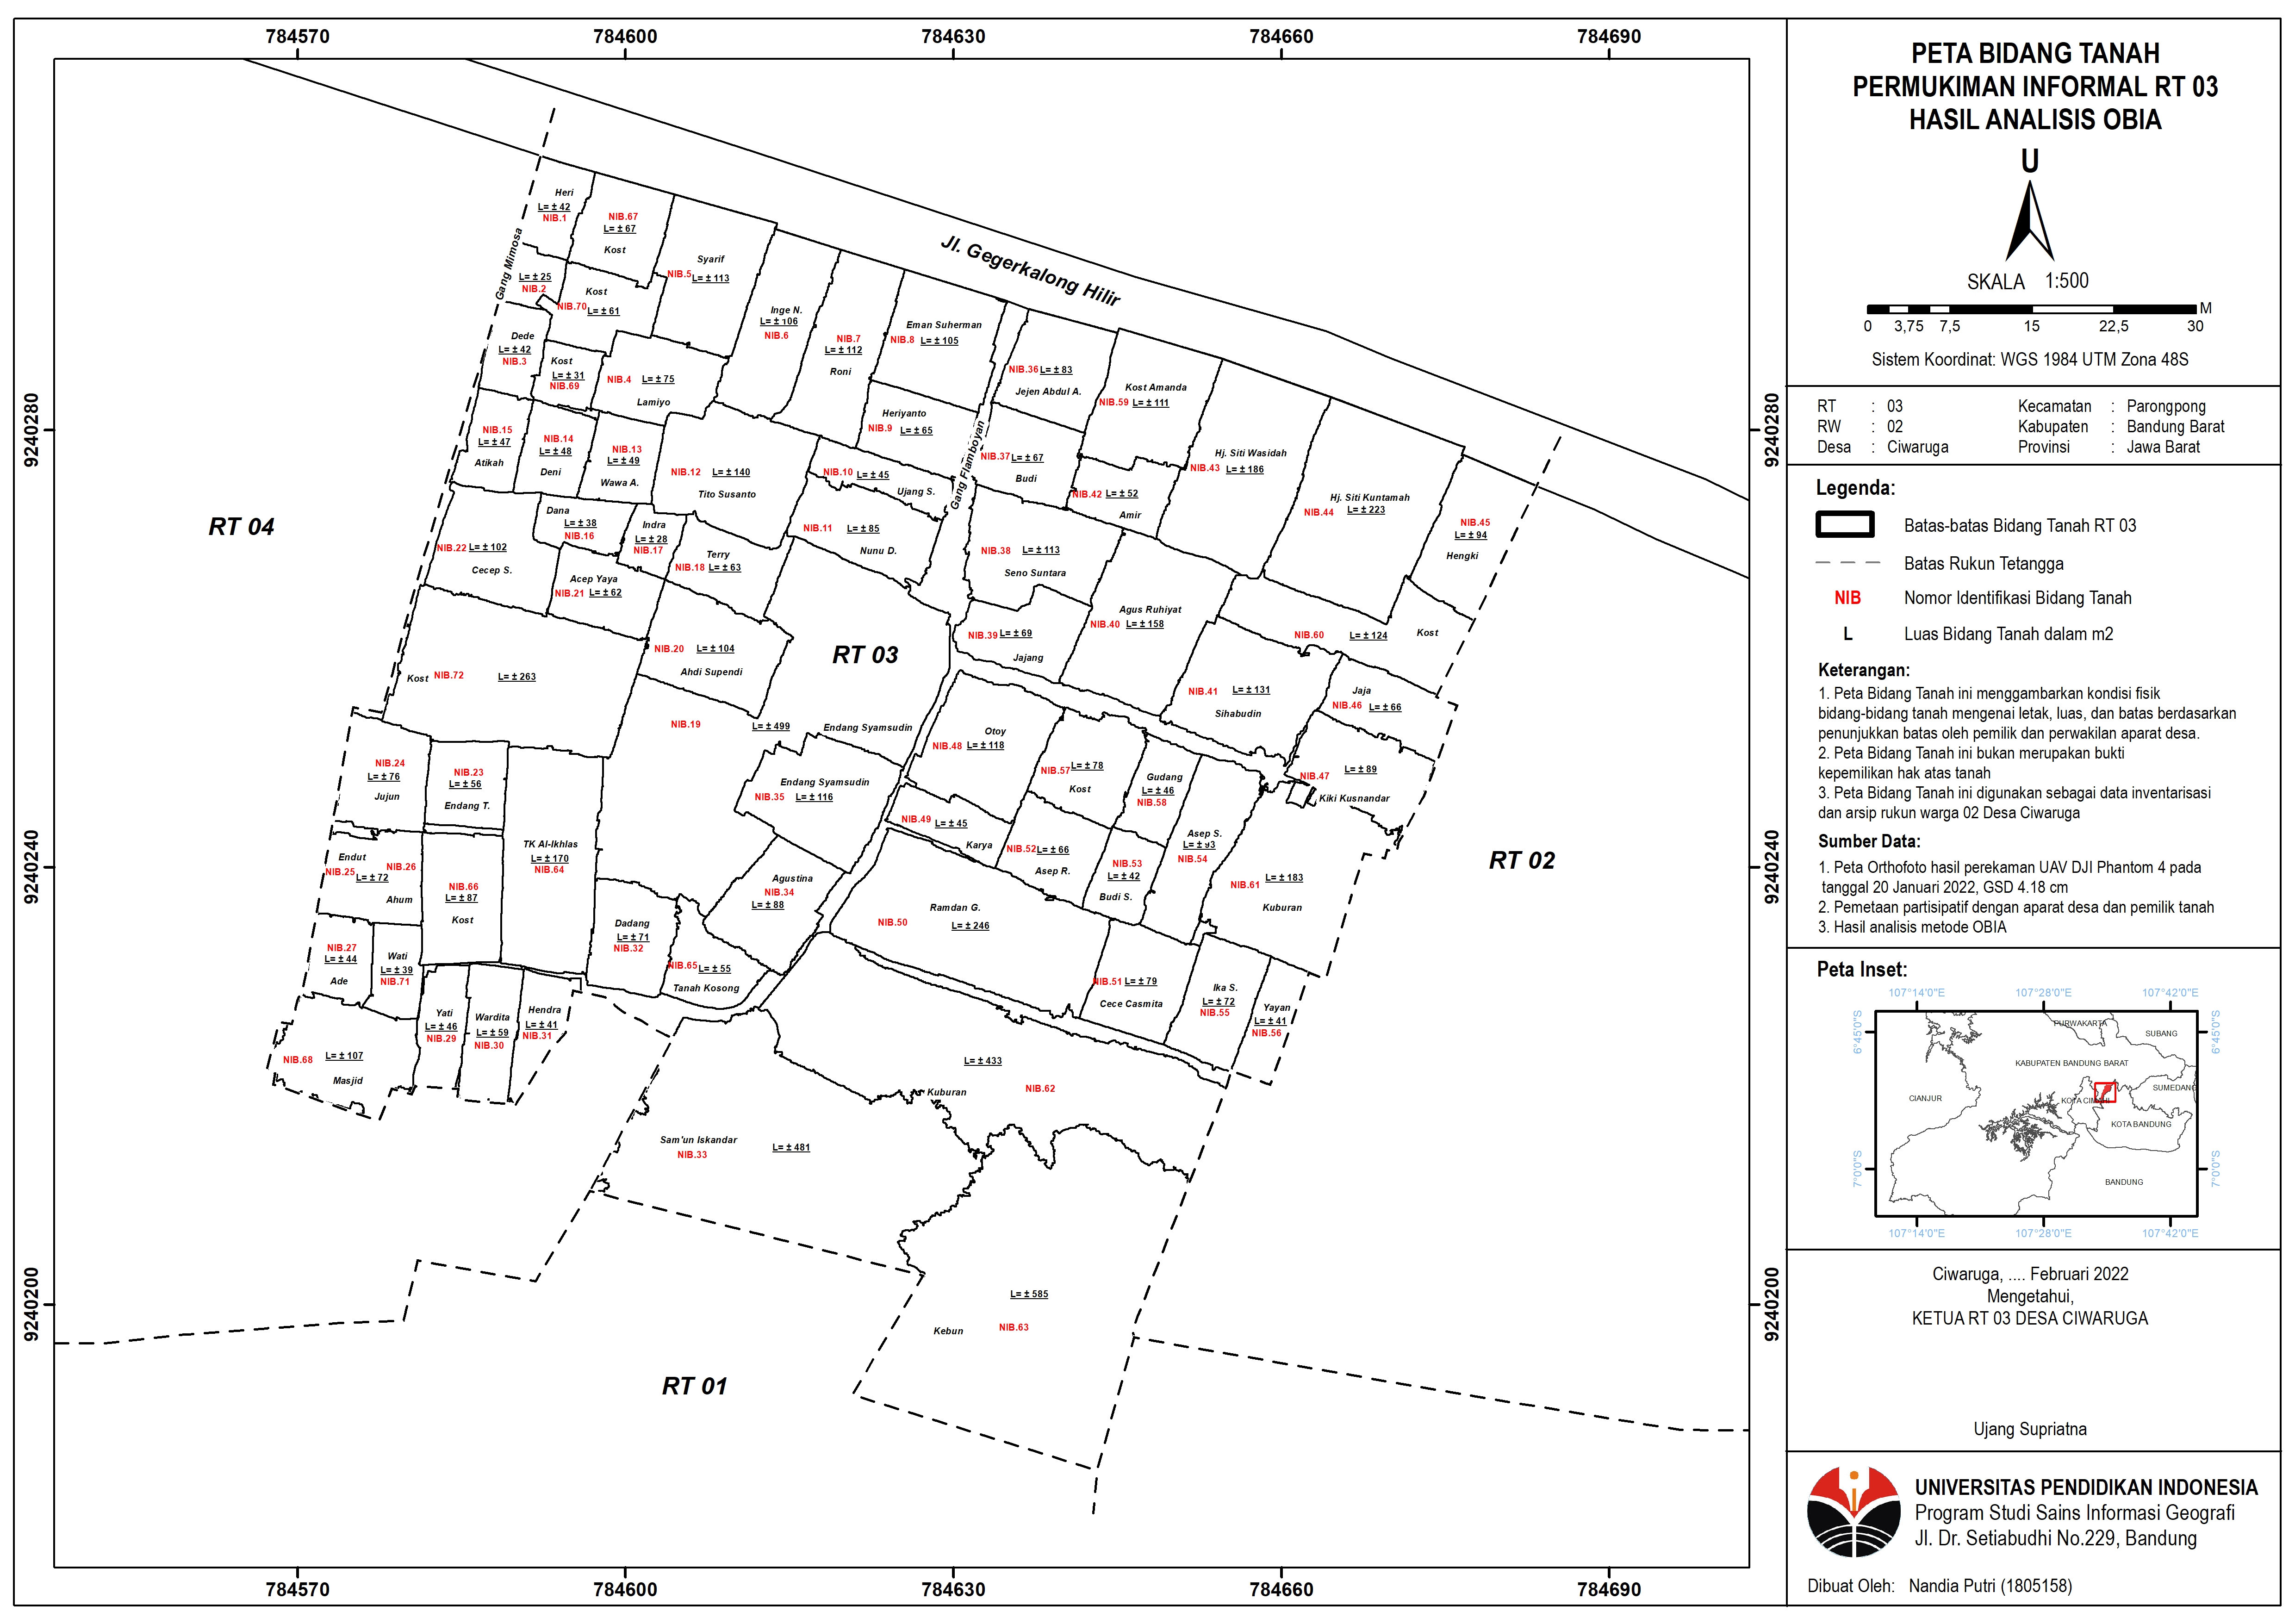 784570 784600 784630 784660 784690
9240280 9240240 9240200
Jl. Gegerkalong Hilir
Gang Mimosa
Gang Flamboyan
RT 04
RT 03
RT 02
RT 01
Heri
L= ± 42
NIB.1
NIB.67
L= ± 67
Kost
Syarif
NIB.5 L= ± 113
L= ± 25
NIB.2
Kost
NIB.70 L= ± 61
Inge N.
L= ± 106
NIB.6
NIB.7
L= ± 112
Roni
Eman Suherman
NIB.8 L= ± 105
Dede
L= ± 42
NIB.3
Kost
L= ± 31
NIB.69
NIB.4 L= ± 75
Lamiyo
Heriyanto
NIB.9 L= ± 65
NIB.36 L= ± 83
Jejen Abdul A.
Kost Amanda
NIB.59 L= ± 111
NIB.15
L= ± 47
Atikah
NIB.14
L= ± 48
Deni
NIB.13
L= ± 49
Wawa A.
NIB.12 L= ± 140
Tito Susanto
NIB.10 L= ± 45
Ujang S.
NIB.37 L= ± 67
Budi
NIB.42 L= ± 52
Amir
Hj. Siti Wasidah
NIB.43 L= ± 186
Hj. Siti Kuntamah
NIB.44 L= ± 223
NIB.45
L= ± 94
Hengki
Dana
L= ± 38
NIB.16
Indra
L= ± 28
NIB.17
NIB.11 L= ± 85
Nunu D.
NIB.22 L= ± 102
Cecep S.
Terry
NIB.18 L= ± 63
Acep Yaya
NIB.21 L= ± 62
NIB.38 L= ± 113
Seno Suntara
NIB.39 L= ± 69
Jajang
Agus Ruhiyat
NIB.40 L= ± 158
NIB.60 L= ± 124 Kost
NIB.20 L= ± 104
Ahdi Supendi
Kost NIB.72 L= ± 263
NIB.19 L= ± 499 Endang Syamsudin
NIB.41 L= ± 131
Sihabudin
Jaja
NIB.46 L= ± 66
Otoy
NIB.48 L= ± 118
NIB.24
L= ± 76
Jujun
NIB.23
L= ± 56
Endang T.
Endang Syamsudin
NIB.35 L= ± 116
NIB.57 L= ± 78
Kost
Gudang
L= ± 46
NIB.58
L= ± 89
NIB.47
Kiki Kusnandar
NIB.49 L= ± 45
Karya
TK Al-Ikhlas
L= ± 170
NIB.64
Endut
NIB.25 L= ± 72 NIB.26
Ahum
NIB.66
L= ± 87
Kost
Agustina
NIB.34
L= ± 88
NIB.52 L= ± 66
Asep R.
NIB.53
L= ± 42
Budi S.
Asep S.
L= ± 93
NIB.54
NIB.61 L= ± 183
Kuburan
Ramdan G.
NIB.50 L= ± 246
Dadang
L= ± 71
NIB.32
NIB.65 L= ± 55
Tanah Kosong
NIB.27
L= ± 44
Ade
Wati
L= ± 39
NIB.71
NIB.51 L= ± 79
Cece Casmita
Ika S.
L= ± 72
NIB.55
Yayan
L= ± 41
NIB.56
Yati
L= ± 46
NIB.29
Wardita
L= ± 59
NIB.30
Hendra
L= ± 41
NIB.31
NIB.68 L= ± 107
Masjid
L= ± 433
Kuburan NIB.62
Sam'un Iskandar
NIB.33 L= ± 481
L= ± 585
Kebun NIB.63
9240280 9240240 9240200
784570 784600 784630 784660 784690
PETA BIDANG TANAH
PERMUKIMAN INFORMAL RT 03
HASIL ANALISIS OBIA
U
SKALA 1:500
M
0 3,75 7,5 15 22,5 30
Sistem Koordinat: WGS 1984 UTM Zona 48S
RT : 03 Kecamatan : Parongpong
RW : 02 Kabupaten : Bandung Barat
Desa : Ciwaruga Provinsi : Jawa Barat
Legenda:
Batas-batas Bidang Tanah RT 03
Batas Rukun Tetangga
NIB Nomor Identifikasi Bidang Tanah
L Luas Bidang Tanah dalam m2
Keterangan:
1. Peta Bidang Tanah ini menggambarkan kondisi fisik
bidang-bidang tanah mengenai letak, luas, dan batas berdasarkan
penunjukkan batas oleh pemilik dan perwakilan aparat desa.
2. Peta Bidang Tanah ini bukan merupakan bukti
kepemilikan hak atas tanah
3. Peta Bidang Tanah ini digunakan sebagai data inventarisasi
dan arsip rukun warga 02 Desa Ciwaruga
Sumber Data:
1. Peta Orthofoto hasil perekaman UAV DJI Phantom 4 pada
tanggal 20 Januari 2022, GSD 4.18 cm
2. Pemetaan partisipatif dengan aparat desa dan pemilik tanah
3. Hasil analisis metode OBIA
Peta Inset:
107°14'0"E 107°28'0"E 107°42'0"E
6°45'0"S 6°45'0"S
7°0'0"S 7°0'0"S
PURWAKARTA
SUBANG
KABUPATEN BANDUNG BARAT
SUMEDANG
CIANJUR
KOTA CIMAHI
KOTA BANDUNG
BANDUNG
107°14'0"E 107°28'0"E 107°42'0"E
Ciwaruga, .... Februari 2022
Mengetahui,
KETUA RT 03 DESA CIWARUGA
Ujang Supriatna
UNIVERSITAS PENDIDIKAN INDONESIA
Program Studi Sains Informasi Geografi
Jl. Dr. Setiabudhi No.229, Bandung
Dibuat Oleh: Nandia Putri (1805158)